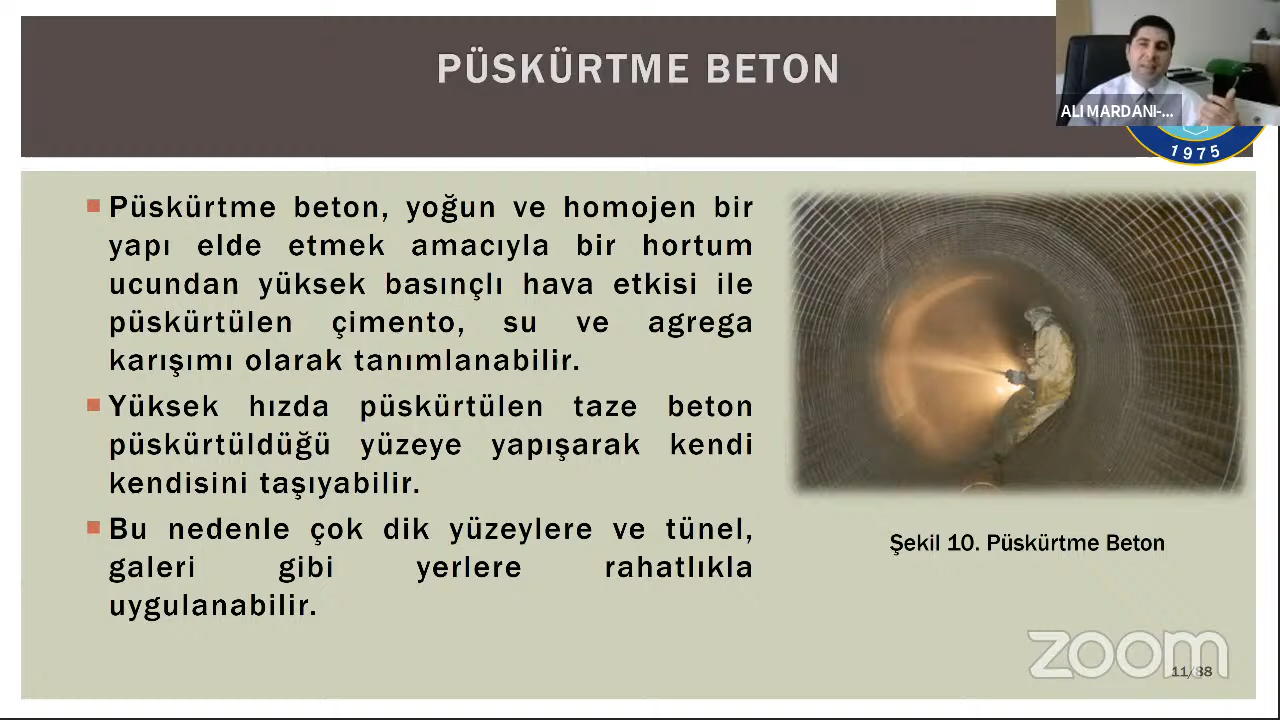 PÜSKÜRTME BETON
ALI MARDANI-...
1975
Püskürtme beton, yoğun ve homojen bir
yapı elde etmek amacıyla bir hortum
ucundan yüksek basınçlı hava etkisi ile
püskürtülen çimento, su ve agrega
karışımı olarak tanımlanabilir.
Yüksek hızda püskürtülen taze beton
püskürtüldüğü yüzeye yapışarak kendi
kendisini taşıyabilir.
Bu nedenle çok dik yüzeylere ve tünel,
galeri gibi yerlere rahatlıkla
uygulanabilir.
Şekil 10. Püskürtme Beton
zoom
11/38